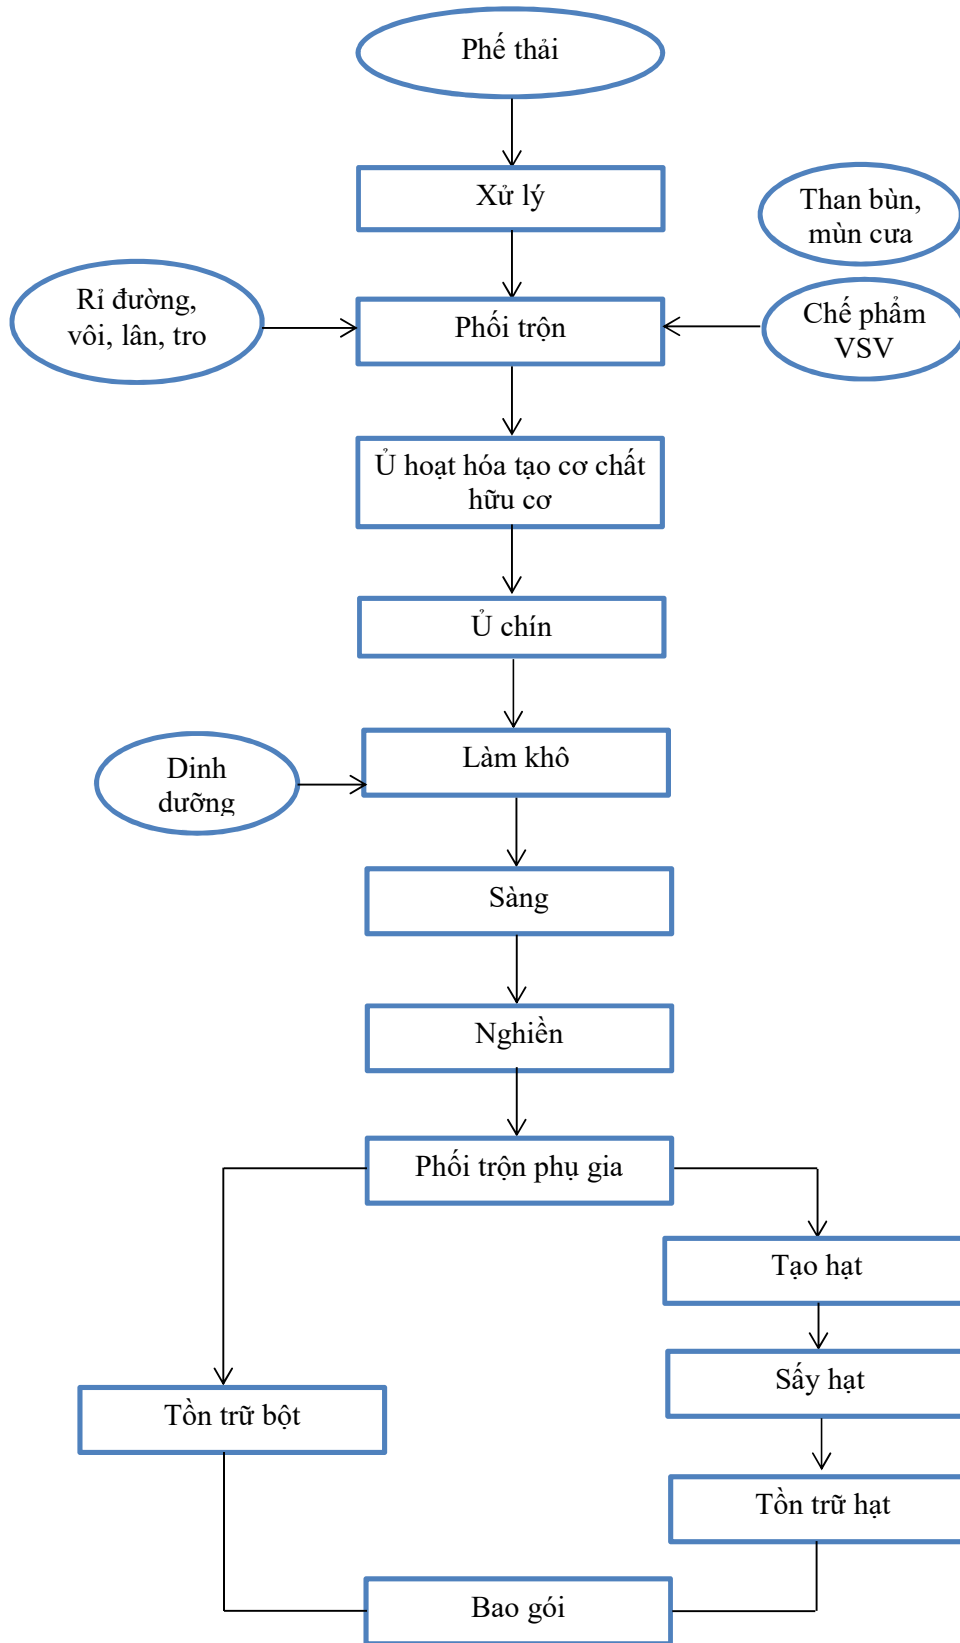 Phế thải
Xử lý
Than bùn,
mùn cưa
Rỉ đường,
vôi, lân, tro
Phối trộn
Chế phẩm
VSV
Ủ hoạt hóa tạo cơ chất
hữu cơ
Ủ chín
Làm khô
Dinh
dưỡng
Sàng
Nghiền
Phối trộn phụ gia
Tạo hạt
Sấy hạt
Tồn trữ bột
Tồn trữ hạt
Bao gói